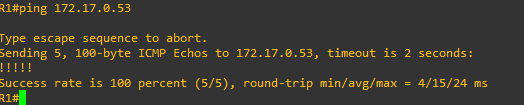 R1#ping 172.17.0.53
Type escape sequence to abort.
Sending 5, 100-byte ICMP Echos to 172.17.0.53, timeout is 2 seconds:
!!!!!
Success rate is 100 percent (5/5), round-trip min/avg/max = 4/15/24 ms
R1#